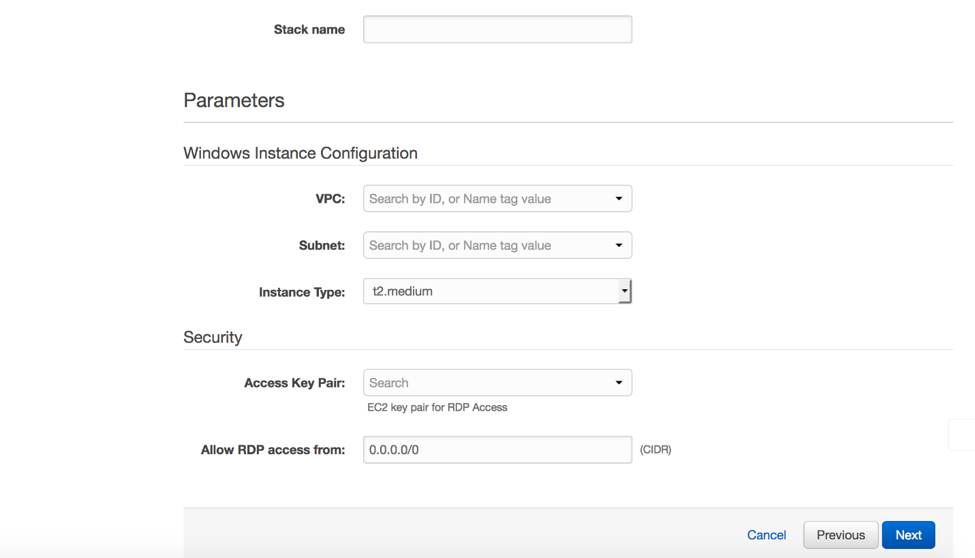 Stack name
Parameters
Windows Instance Configuration
VPC: Search by ID, or Name tag value
Subnet: Search by ID, or Name tag value
Instance Type: t2.medium
Security
Access Key Pair: Search
EC2 key pair for RDP Access
Allow RDP access from: 0.0.0.0/0 (CIDR)
Cancel Previous Next